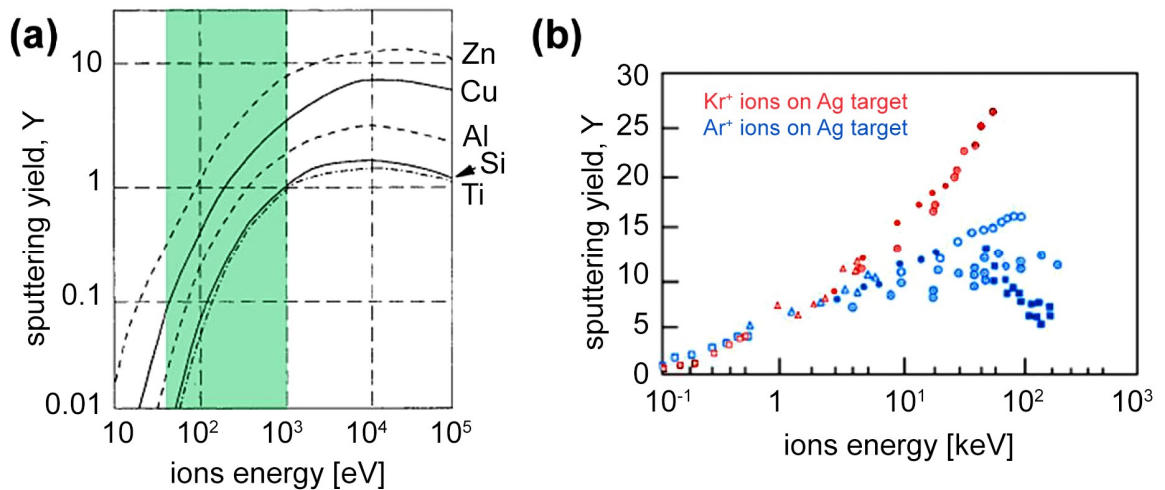 (a)
sputtering yield, Y
10
1
0.1
0.01
Zn
Cu
Al
Si
Ti
10 10² 10³ 10⁴ 10⁵
ions energy [eV]
(b)
sputtering yield, Y
30
25
20
15
10
5
0
Kr⁺ ions on Ag target
Ar⁺ ions on Ag target
10⁻¹ 1 10¹ 10² 10³
ions energy [keV]